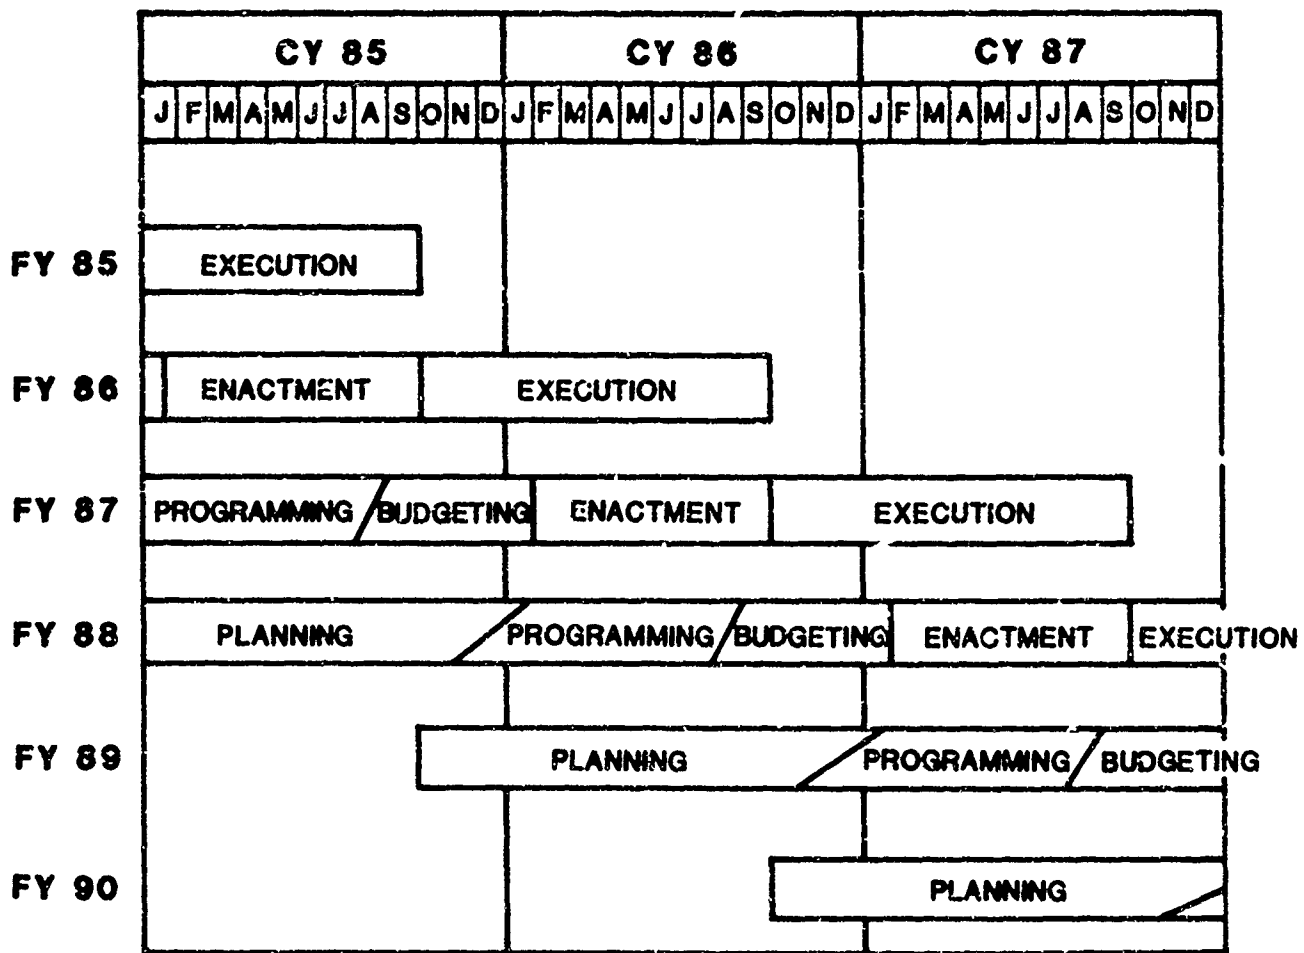 CY 85 CY 86 CY 87
J F M A M J J A S O N D J F M A M J J A S O N D J F M A M J J A S O N D
FY 85 EXECUTION
FY 86 ENACTMENT EXECUTION
FY 87 PROGRAMMING BUDGETING ENACTMENT EXECUTION
FY 88 PLANNING PROGRAMMING BUDGETING ENACTMENT EXECUTION
FY 89 PLANNING PROGRAMMING BUDGETING
FY 90 PLANNING